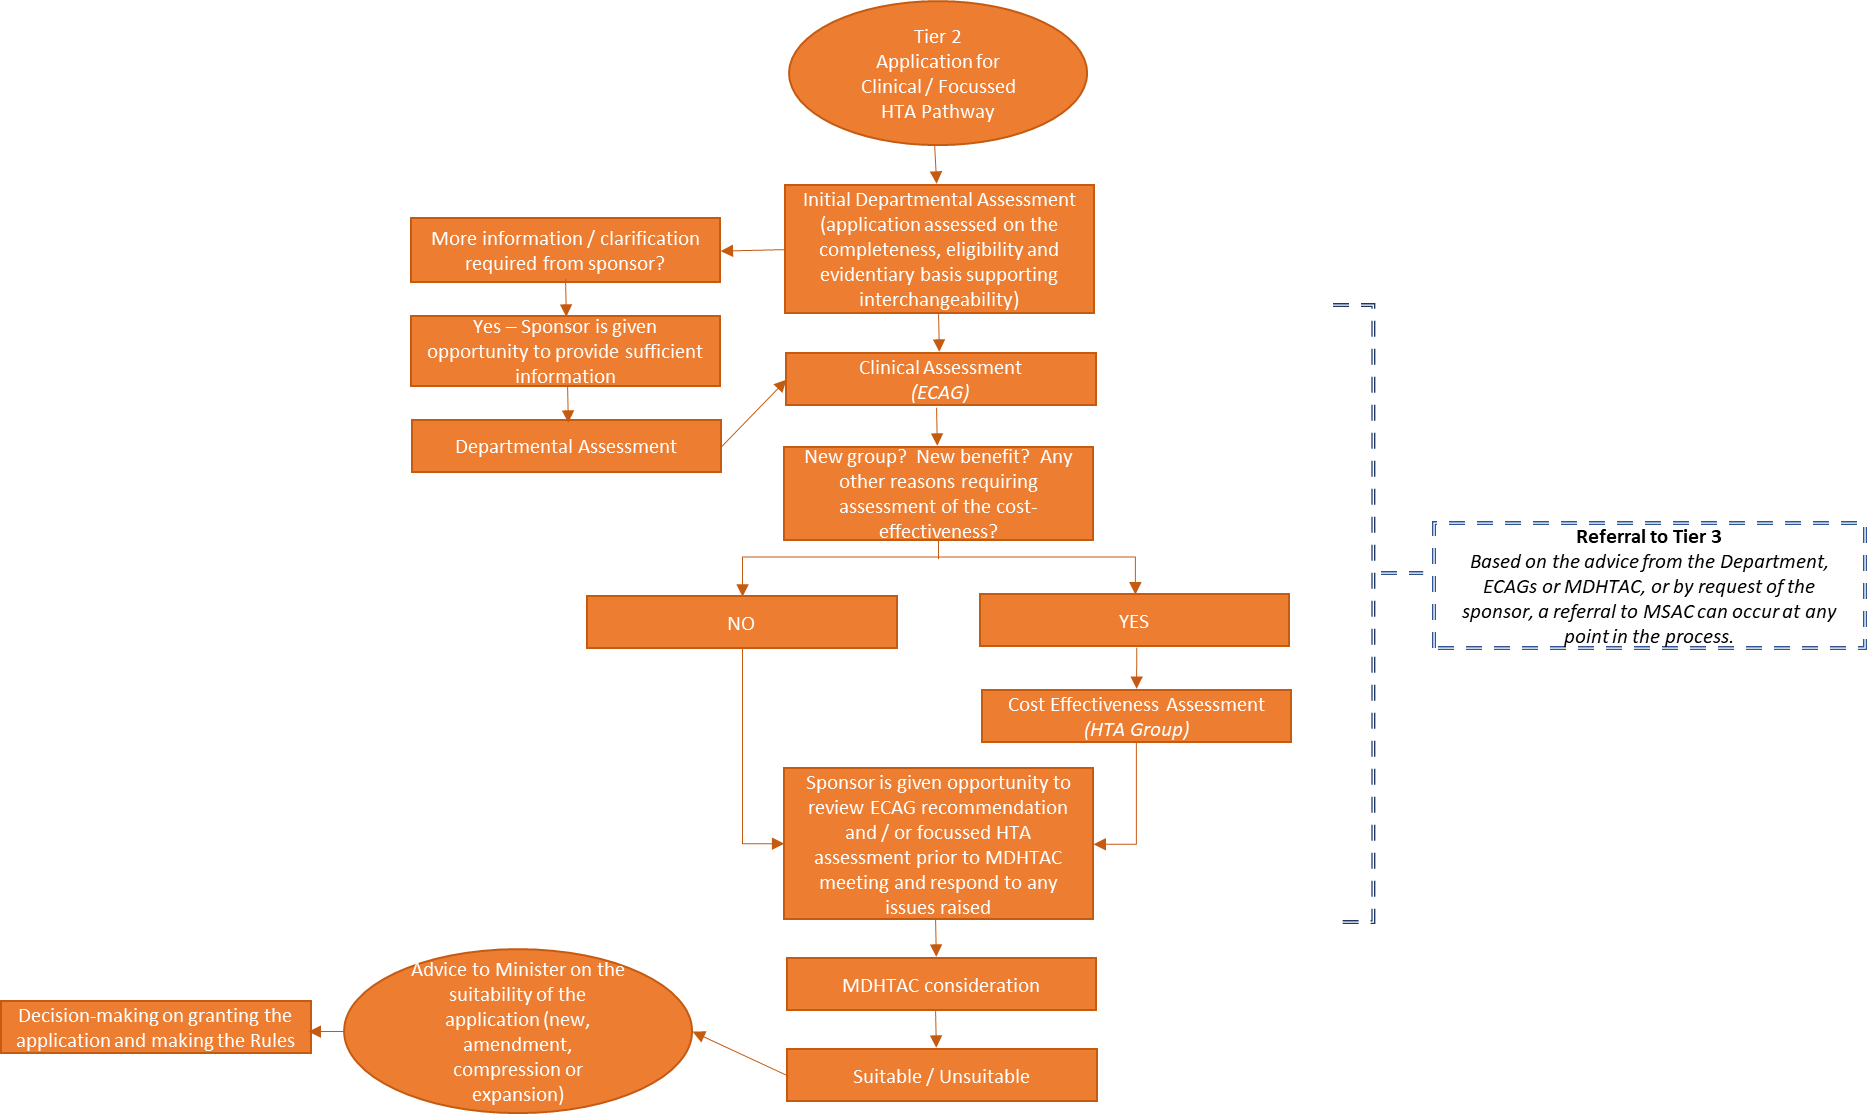 Tier 2
Application for
Clinical / Focussed
HTA Pathway
Initial Departmental Assessment
(application assessed on the
completeness, eligibility and
evidentiary basis supporting
interchangeability)
More information / clarification
required from sponsor?
Yes – Sponsor is given
opportunity to provide sufficient
information
Departmental Assessment
Clinical Assessment
(ECAG)
New group?  New benefit?  Any
other reasons requiring
assessment of the cost-
effectiveness?
NO
YES
Cost Effectiveness Assessment
(HTA Group)
Sponsor is given opportunity to
review ECAG recommendation
and / or focussed HTA
assessment prior to MDHTAC
meeting and respond to any
issues raised
MDHTAC consideration
Suitable / Unsuitable
Advice to Minister on the
suitability of the
application (new,
amendment,
compression or
expansion)
Decision-making on granting the
application and making the Rules
Referral to Tier 3
Based on the advice from the Department,
ECAGs or MDHTAC, or by request of the
sponsor, a referral to MSAC can occur at any
point in the process.